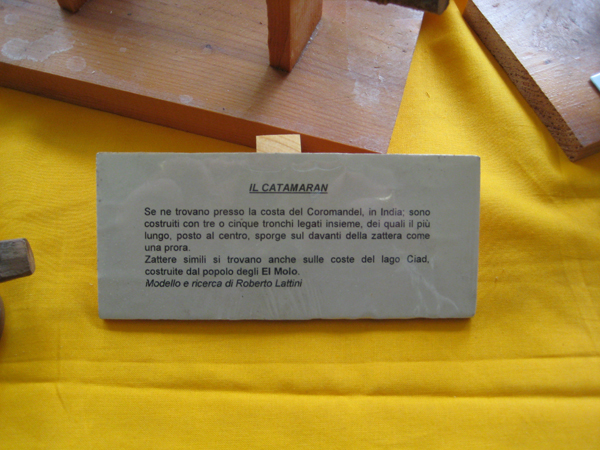 IL CATAMARAN
Se ne trovano presso la costa del Coromandel, in India; sono
costruiti con tre o cinque tronchi legati insieme, dei quali il più
lungo, posto al centro, sporge sul davanti della zattera come
una prora.
Zattere simili si trovano anche sulle coste del lago Ciad,
costruite dal popolo degli El Molo.
Modello e ricerca di Roberto Lattini